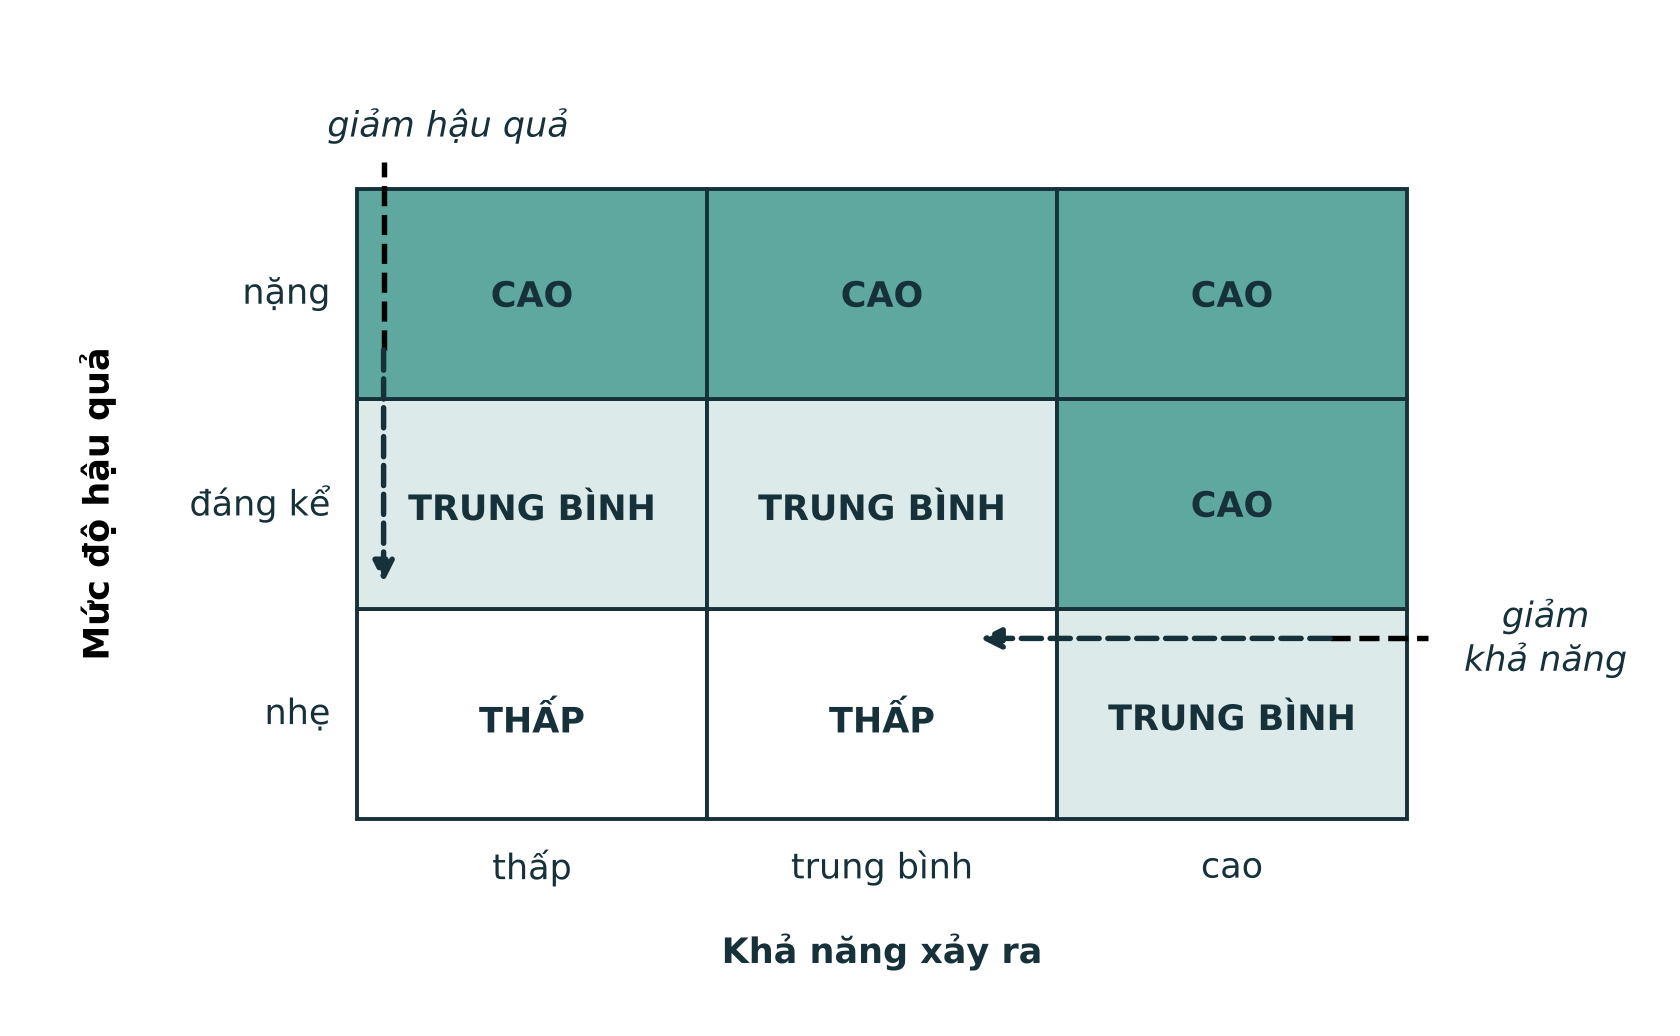 giảm hậu quả
Mức độ hậu quả
nặng
CAO
CAO
CAO
đáng kể
TRUNG BÌNH
TRUNG BÌNH
CAO
giảm
khả năng
nhẹ
THẤP
THẤP
TRUNG BÌNH
thấp
trung bình
cao
Khả năng xảy ra